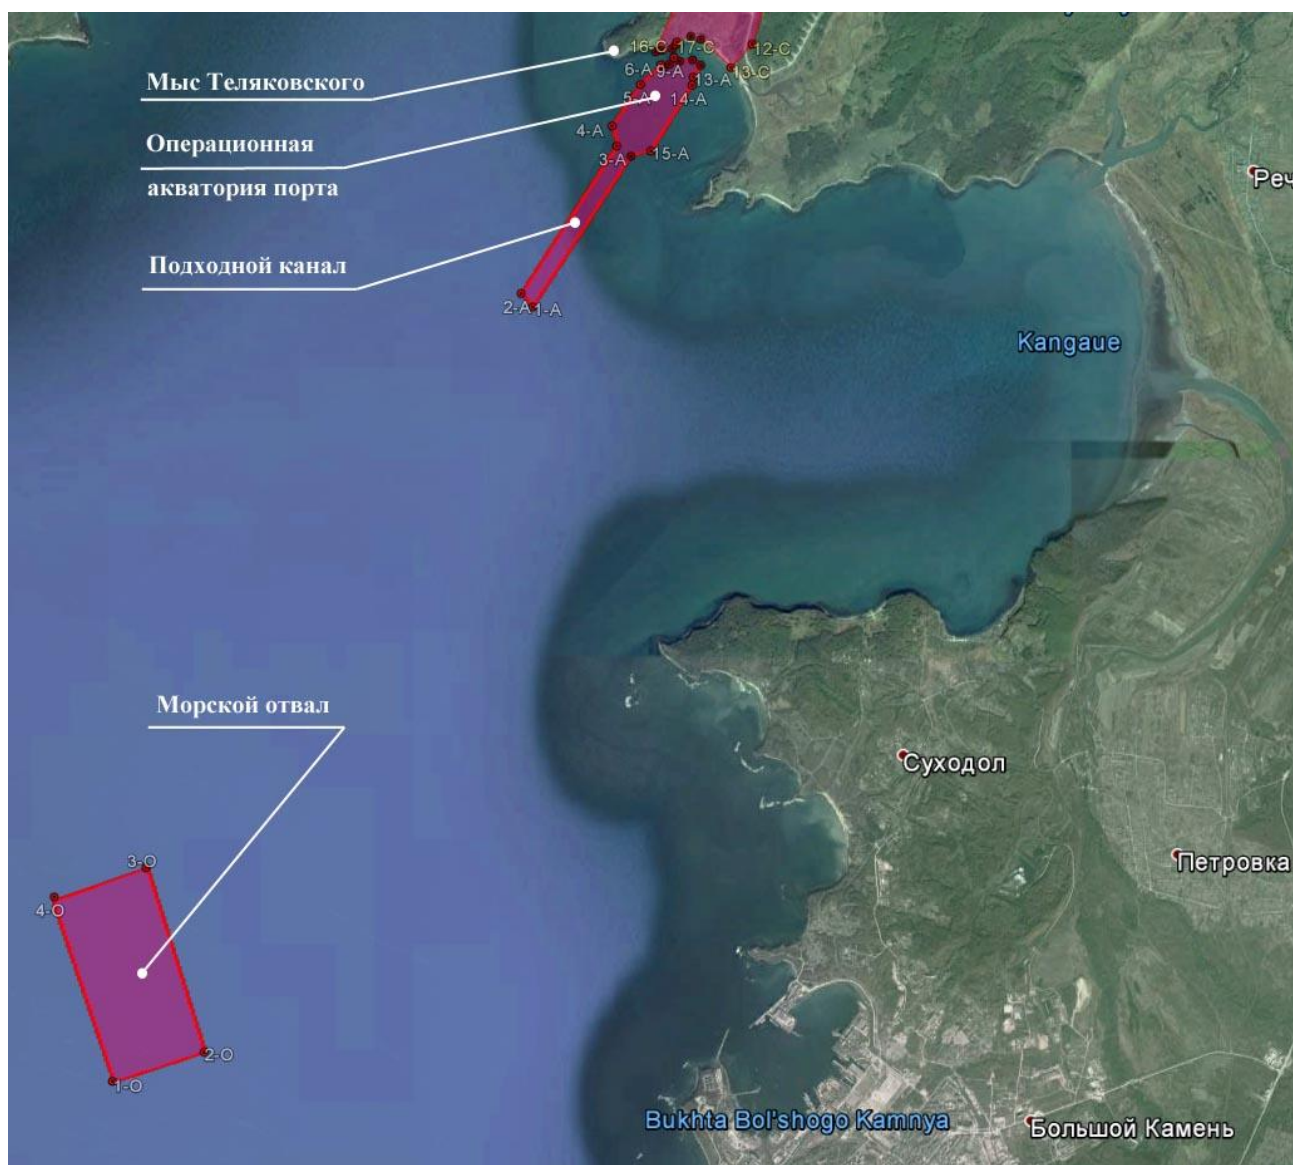 16-С
17-С
12-С
Мыс Теляковского
6-А
9-А
13-А
13-С
5-А
14-А
4-А
Операционная
3-А
15-А
акватория порта
Реч
Подходной канал
2-А
1-А
Kangaue
Морской отвал
Суходол
3-О
Петровка
4-О
2-О
1-О
Bukhta Bol'shogo Kamnya
Большой Камень